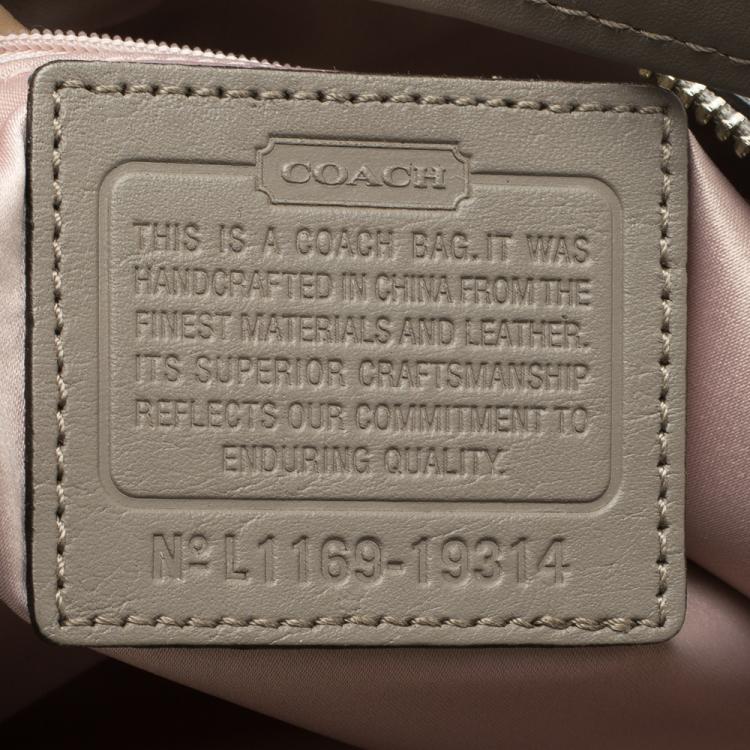 COACH
THIS IS A COACH BAG. IT WAS
HANDCRAFTED IN CHINA FROM THE
FINEST MATERIALS AND LEATHER.
ITS SUPERIOR CRAFTSMANSHIP
REFLECTS OUR COMMITMENT TO
ENDURING QUALITY.
Nº L1169-19314